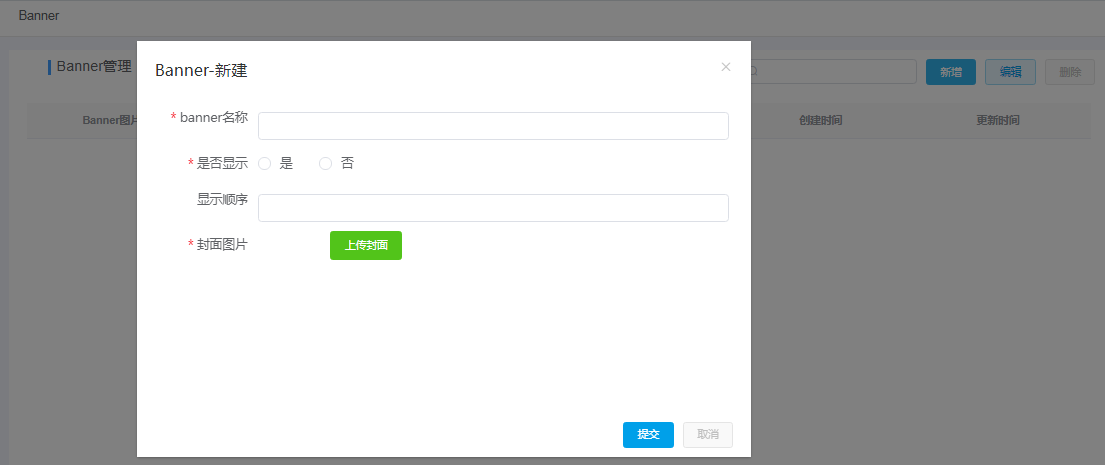 Banner
Banner管理
新增
编辑
删除
Banner图片
创建时间
更新时间
Banner-新建
* banner名称
* 是否显示 是 否
显示顺序
* 封面图片 上传封面
提交 取消